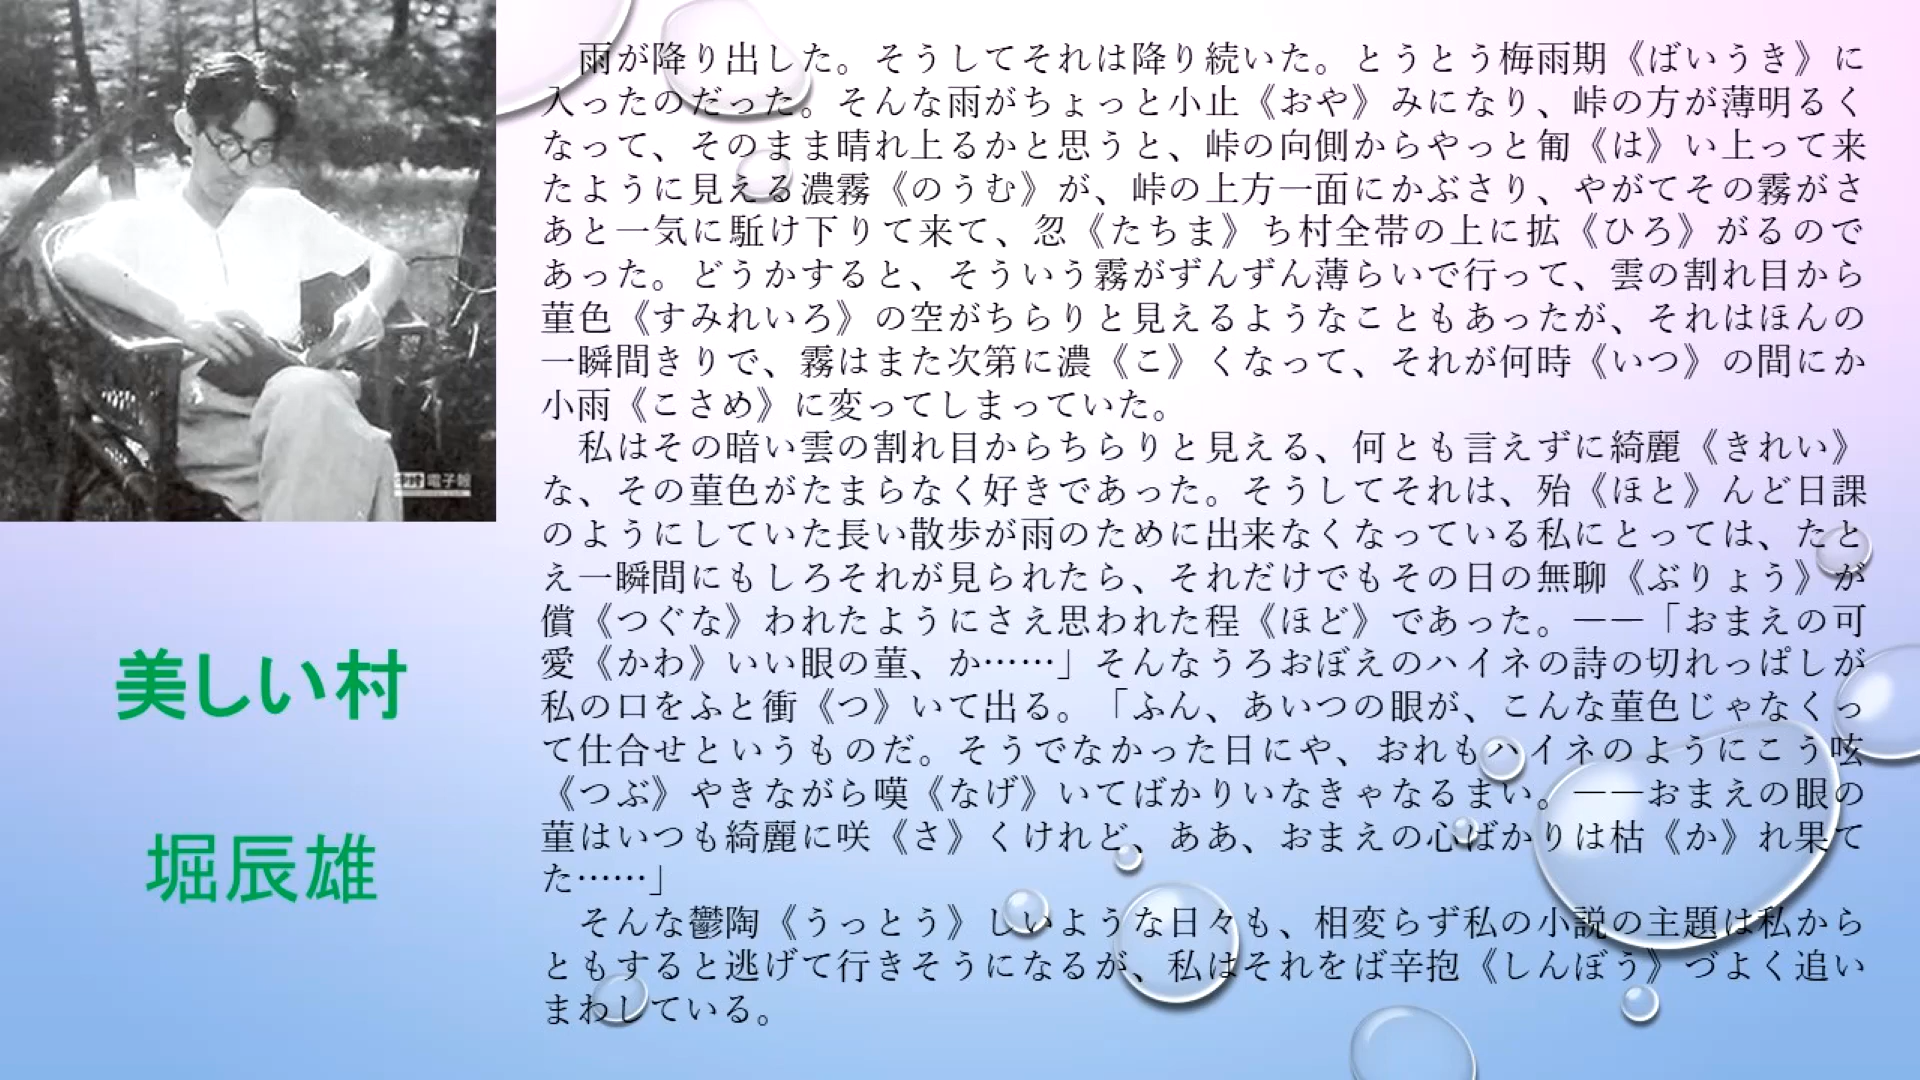 雨が降り出した。そうしてそれは降り続いた。とうとう梅雨期《ばいうき》に
入ったのだった。そんな雨がちょっと小止《おや》みになり、峠の方が薄明るく
なって、そのまま晴れ上るかと思うと、峠の向側からやっと匍《は》い上って来
たように見える濃霧《のうむ》が、峠の上方一面にかぶさり、やがてその霧がさ
あと一気に駈け下りて来て、忽《たちま》ち村全帯の上に拡《ひろ》がるので
あった。どうかすると、そういう霧がずんずん薄らいで行って、雲の割れ目から
菫色《すみれいろ》の空がちらりと見えるようなこともあったが、それはほんの
一瞬間きりで、霧はまた次第に濃《こ》くなって、それが何時《いつ》の間にか
小雨《こさめ》に変ってしまっていた。
私はその暗い雲の割れ目からちらりと見える、何とも言えずに綺麗《きれい》
な、その菫色がたまらなく好きであった。そうしてそれは、殆《ほと》んど日課
のようにしていた長い散歩が雨のために出来なくなっている私にとっては、たと
え一瞬間にもしろそれが見られたら、それだけでもその日の無聊《ぶりょう》が
償《つぐな》われたようにさえ思われた程《ほど》であった。――「おまえの可
愛《かわ》いい眼の菫、か……」そんなうろおぼえのハイネの詩の切れっぱしが
私の口をふと衝《つ》いて出る。「ふん、あいつの眼が、こんな菫色じゃなくっ
て仕合せというものだ。そうでなかった日にや、おれもハイネのようにこう呟
《つぶ》やきながら嘆《なげ》いてばかりいなきゃなるまい。――おまえの眼の
菫はいつも綺麗に咲《さ》くけれど、ああ、おまえの心ばかりは枯《か》れ果て
た……」
そんな鬱陶《うっとう》しいような日々も、相変らず私の小説の主題は私から
ともすると逃げて行きそうになるが、私はそれをば辛抱《しんぼう》づよく追い
まわしている。
電子報
美しい村
堀辰雄